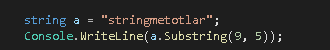 string a = "stringmetotlar";
Console.WriteLine(a.Substring(9, 5));